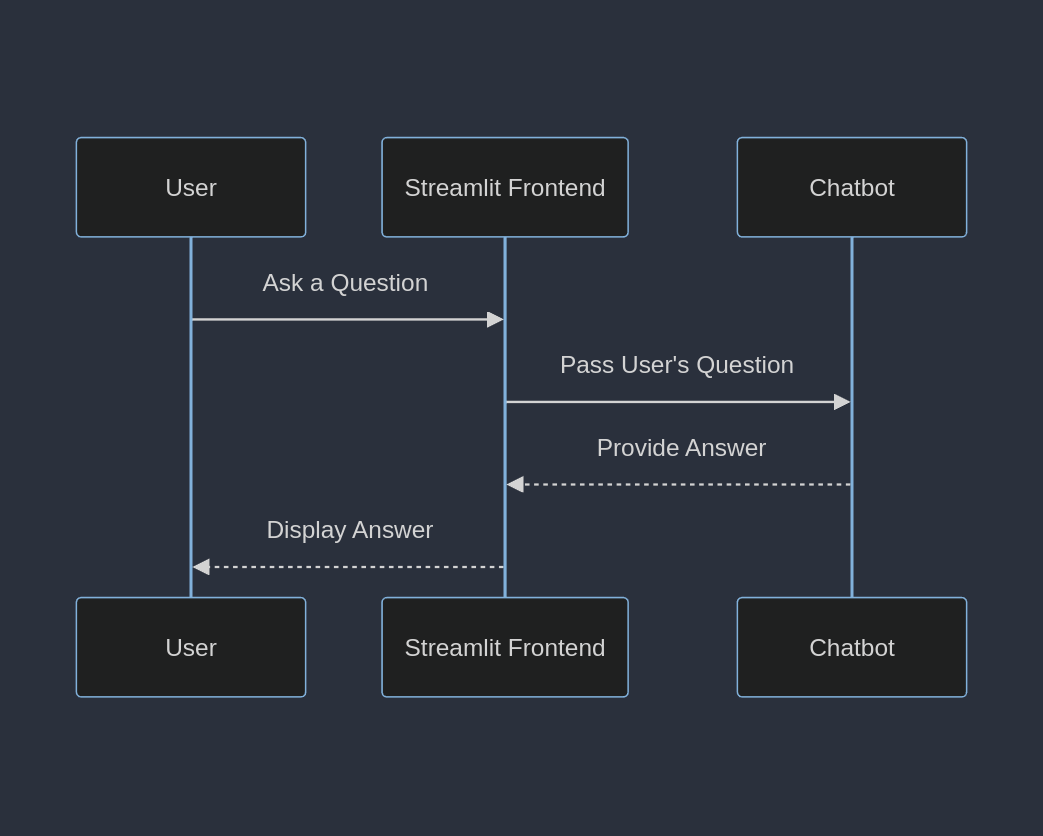 User
Streamlit Frontend
Chatbot
Ask a Question
Pass User's Question
Provide Answer
Display Answer
User
Streamlit Frontend
Chatbot